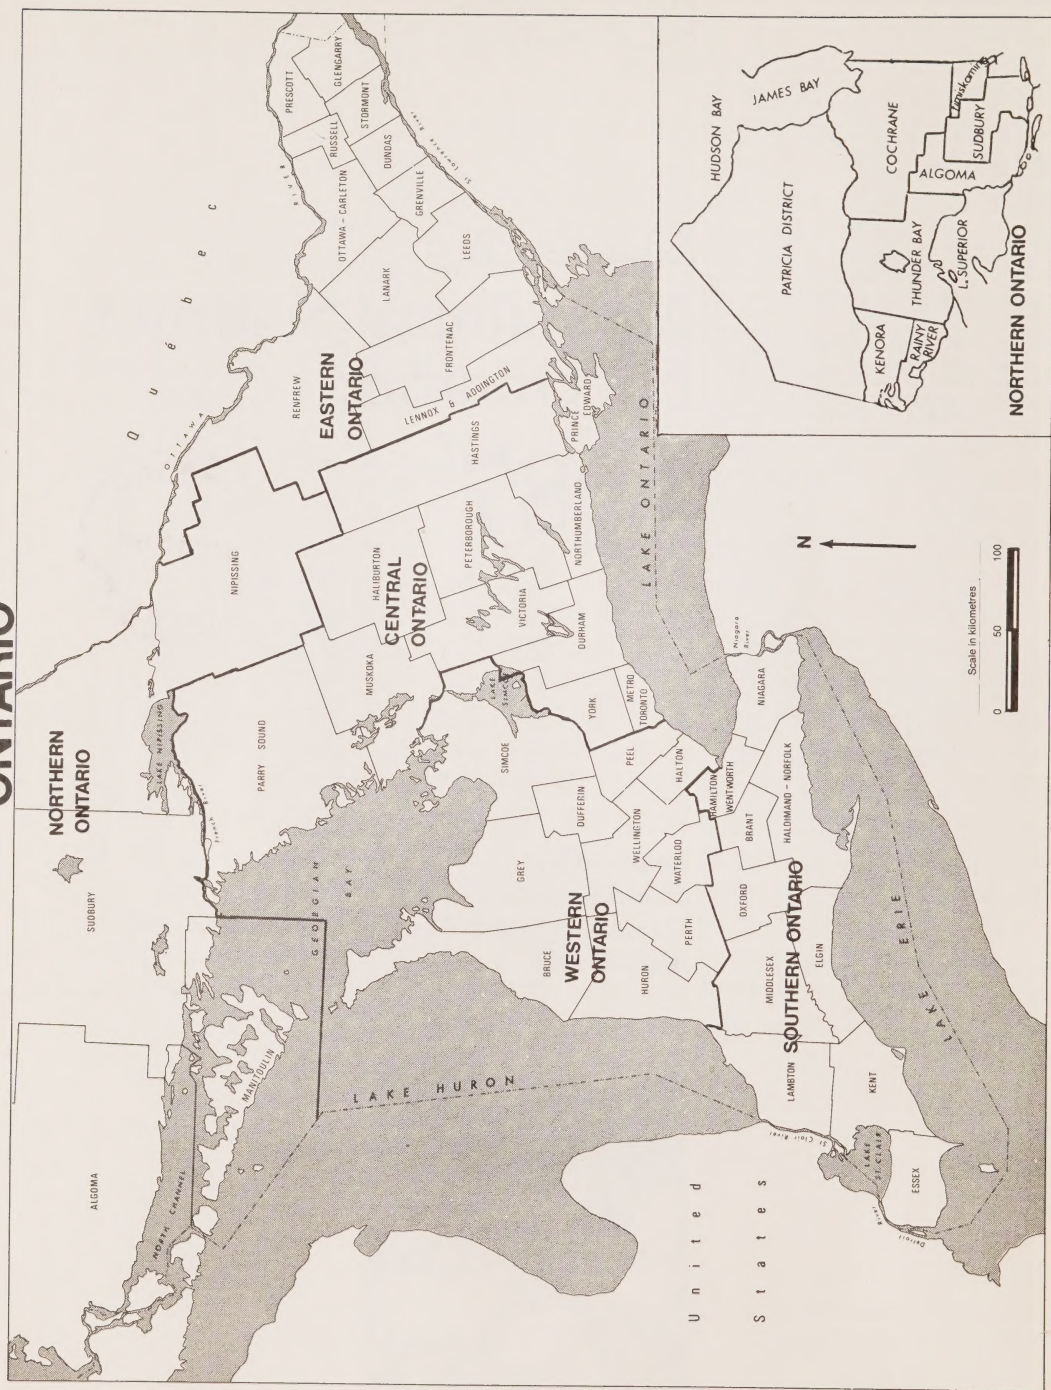 ONTARIO
NORTHERN
ONTARIO
SUDBURY
ALGOMA
NORTH CHANNEL
MANITOULIN
LAKE NIPISSING
French River
PARRY SOUND
GEORGIAN
BAY
NIPISSING
Québec
OTTAWA
RIVER
RENFREW
EASTERN
ONTARIO
PRESCOTT
GLENGARRY
RUSSELL
STORMONT
OTTAWA - CARLETON
DUNDAS
GRENVILLE
LANARK
LEEDS
St Lawrence River
FRONTENAC
LENNOX & ADDINGTON
HASTINGS
PRINCE
EDWARD
HALIBURTON
CENTRAL
ONTARIO
MUSKOKA
PETERBOROUGH
VICTORIA
NORTHUMBERLAND
DURHAM
LAKE
SIMCOE
YORK
METRO
TORONTO
LAKE ONTARIO
SIMCOE
DUFFERIN
PEEL
HALTON
GREY
WELLINGTON
WATERLOO
BRUCE
WESTERN
ONTARIO
HURON
PERTH
LAKE HURON
HAMILTON
WENTWORTH
NIAGARA
Niagara
River
BRANT
HALDIMAND - NORFOLK
OXFORD
SOUTHERN ONTARIO
MIDDLESEX
ELGIN
LAMBTON
KENT
St Clair River
LAKE
ST. CLAIR
ESSEX
Detroit
River
LAKE ERIE
United
States
N
Scale in kilometres
0 50 100
HUDSON BAY
JAMES BAY
PATRICIA DISTRICT
COCHRANE
Timiskaming
SUDBURY
ALGOMA
THUNDER BAY
L. SUPERIOR
KENORA
RAINY
RIVER
NORTHERN ONTARIO